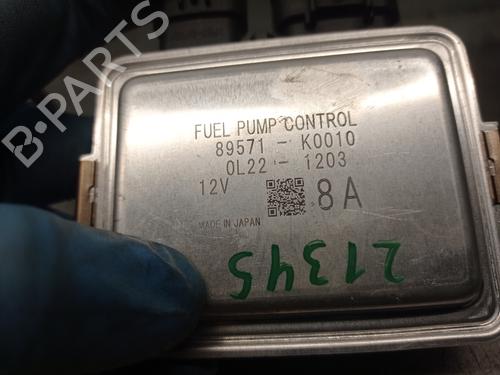 B-PARTS
FUEL PUMP CONTROL
89571 - K0010
0L22 - 1203
12V 8A
MADE IN JAPAN
21345